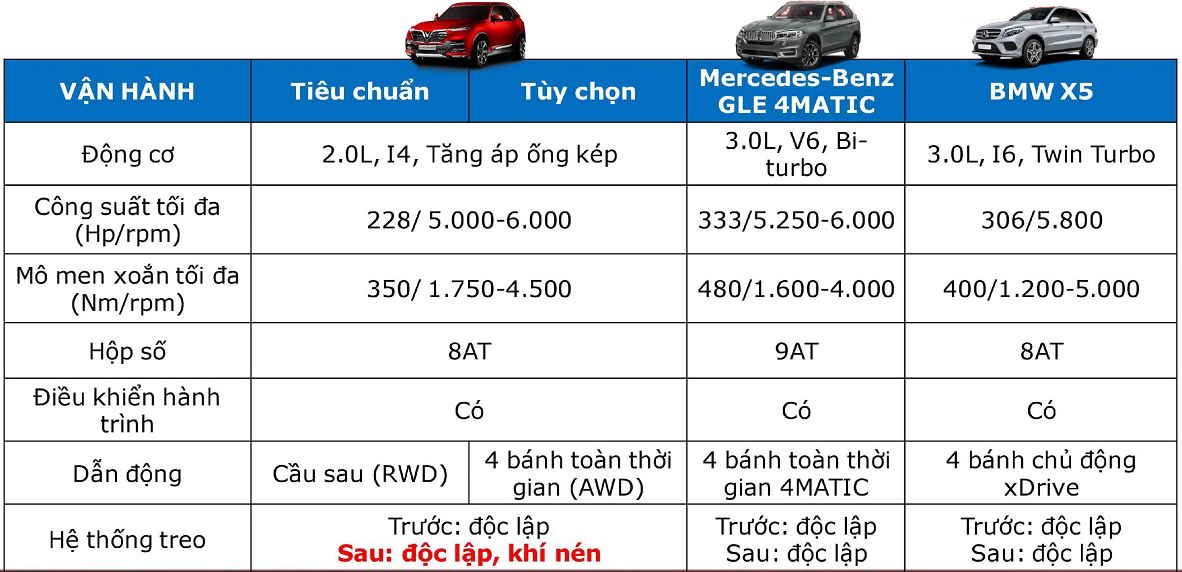 VẬN HÀNH
Tiêu chuẩn
Tùy chọn
Mercedes-Benz
GLE 4MATIC
BMW X5
Động cơ
2.0L, I4, Tăng áp ống kép
3.0L, V6, Bi-
turbo
3.0L, I6, Twin Turbo
Công suất tối đa
(Hp/rpm)
228/ 5.000-6.000
333/5.250-6.000
306/5.800
Mô men xoắn tối đa
(Nm/rpm)
350/ 1.750-4.500
480/1.600-4.000
400/1.200-5.000
Hộp số
8AT
9AT
8AT
Điều khiển hành
trình
Có
Có
Có
Dẫn động
Cầu sau (RWD)
4 bánh toàn thời
gian (AWD)
4 bánh toàn thời
gian 4MATIC
4 bánh chủ động
xDrive
Hệ thống treo
Trước: độc lập
Sau: độc lập, khí nén
Trước: độc lập
Sau: độc lập
Trước: độc lập
Sau: độc lập